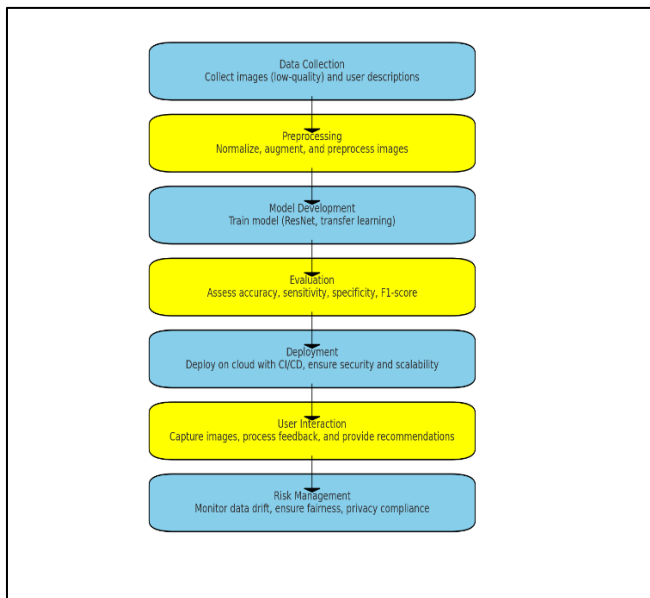 Data Collection
Collect images (low-quality) and user descriptions
Preprocessing
Normalize, augment, and preprocess images
Model Development
Train model (ResNet, transfer learning)
Evaluation
Assess accuracy, sensitivity, specificity, F1-score
Deployment
Deploy on cloud with CI/CD, ensure security and scalability
User Interaction
Capture images, process feedback, and provide recommendations
Risk Management
Monitor data drift, ensure fairness, privacy compliance